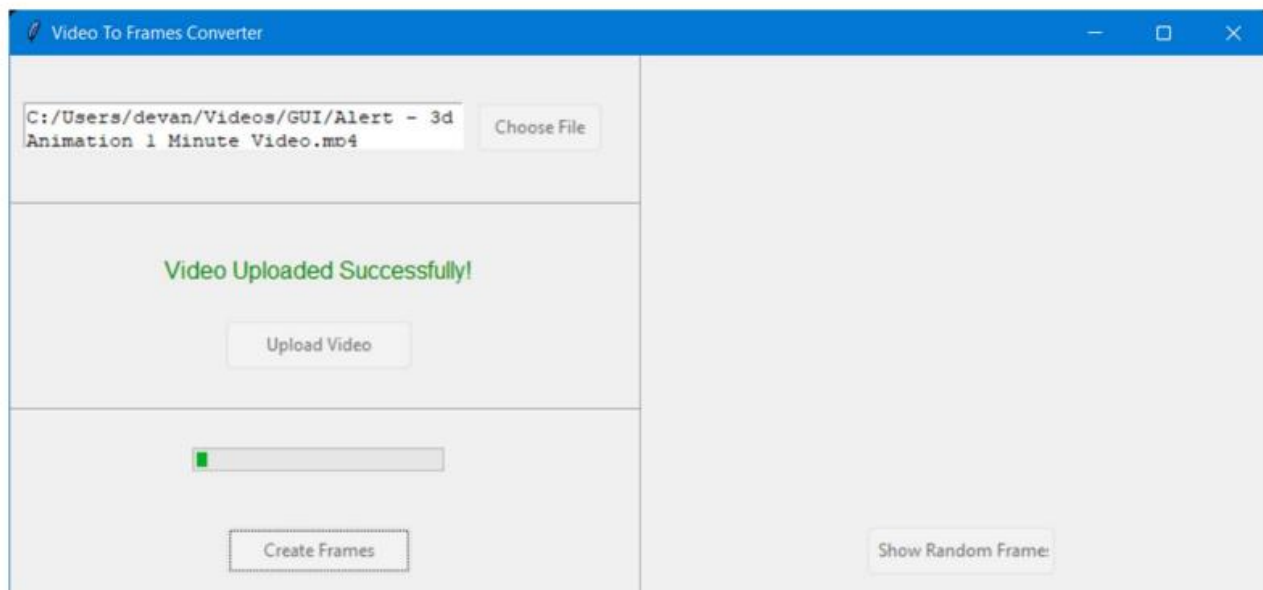 Video To Frames Converter
C:/Users/devan/Videos/GUI/Alert - 3d
Animation 1 Minute Video.mp4
Choose File
Video Uploaded Successfully!
Upload Video
Create Frames
Show Random Frame